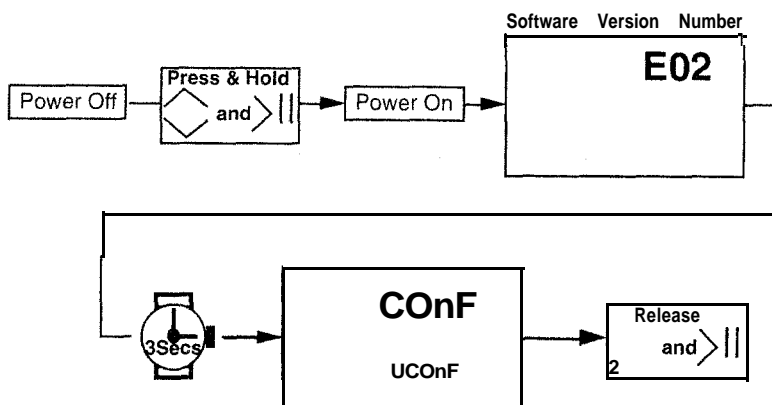 Software Version Number
E02
Press & Hold
Power Off
and
Power On
COnF
3Secs
UCOnF
Release
and
2